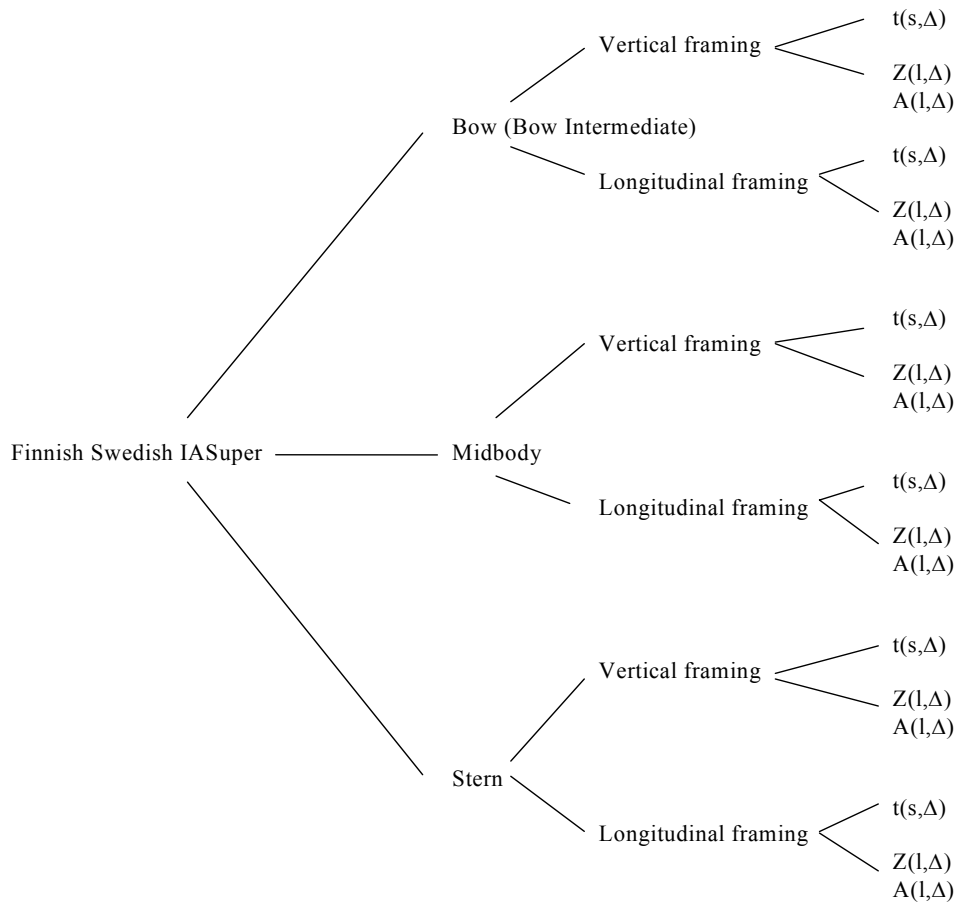 t(s,Δ)
Vertical framing
Z(l,Δ)
A(l,Δ)
Bow (Bow Intermediate)
t(s,Δ)
Longitudinal framing
Z(l,Δ)
A(l,Δ)
t(s,Δ)
Vertical framing
Z(l,Δ)
A(l,Δ)
Finnish Swedish IASuper
Midbody
t(s,Δ)
Longitudinal framing
Z(l,Δ)
A(l,Δ)
t(s,Δ)
Vertical framing
Z(l,Δ)
A(l,Δ)
Stern
t(s,Δ)
Longitudinal framing
Z(l,Δ)
A(l,Δ)